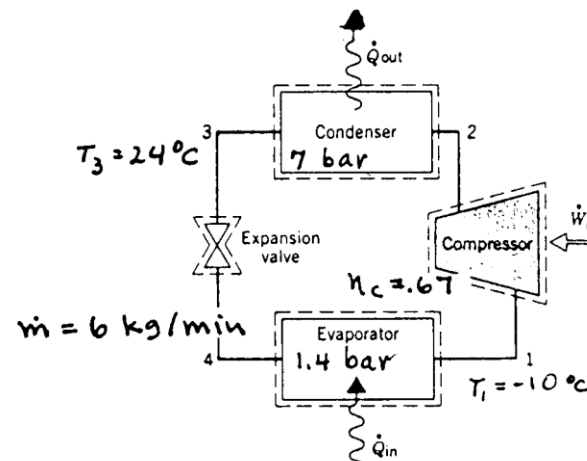 Q̇out
3
Condenser
2
T₃ = 24°C
7 bar
Expansion
valve
Compressor
Ẇ
η_c = .67
ṁ = 6 kg/min
4
Evaporator
1.4 bar
1
T₁ = -10 °C
Q̇in